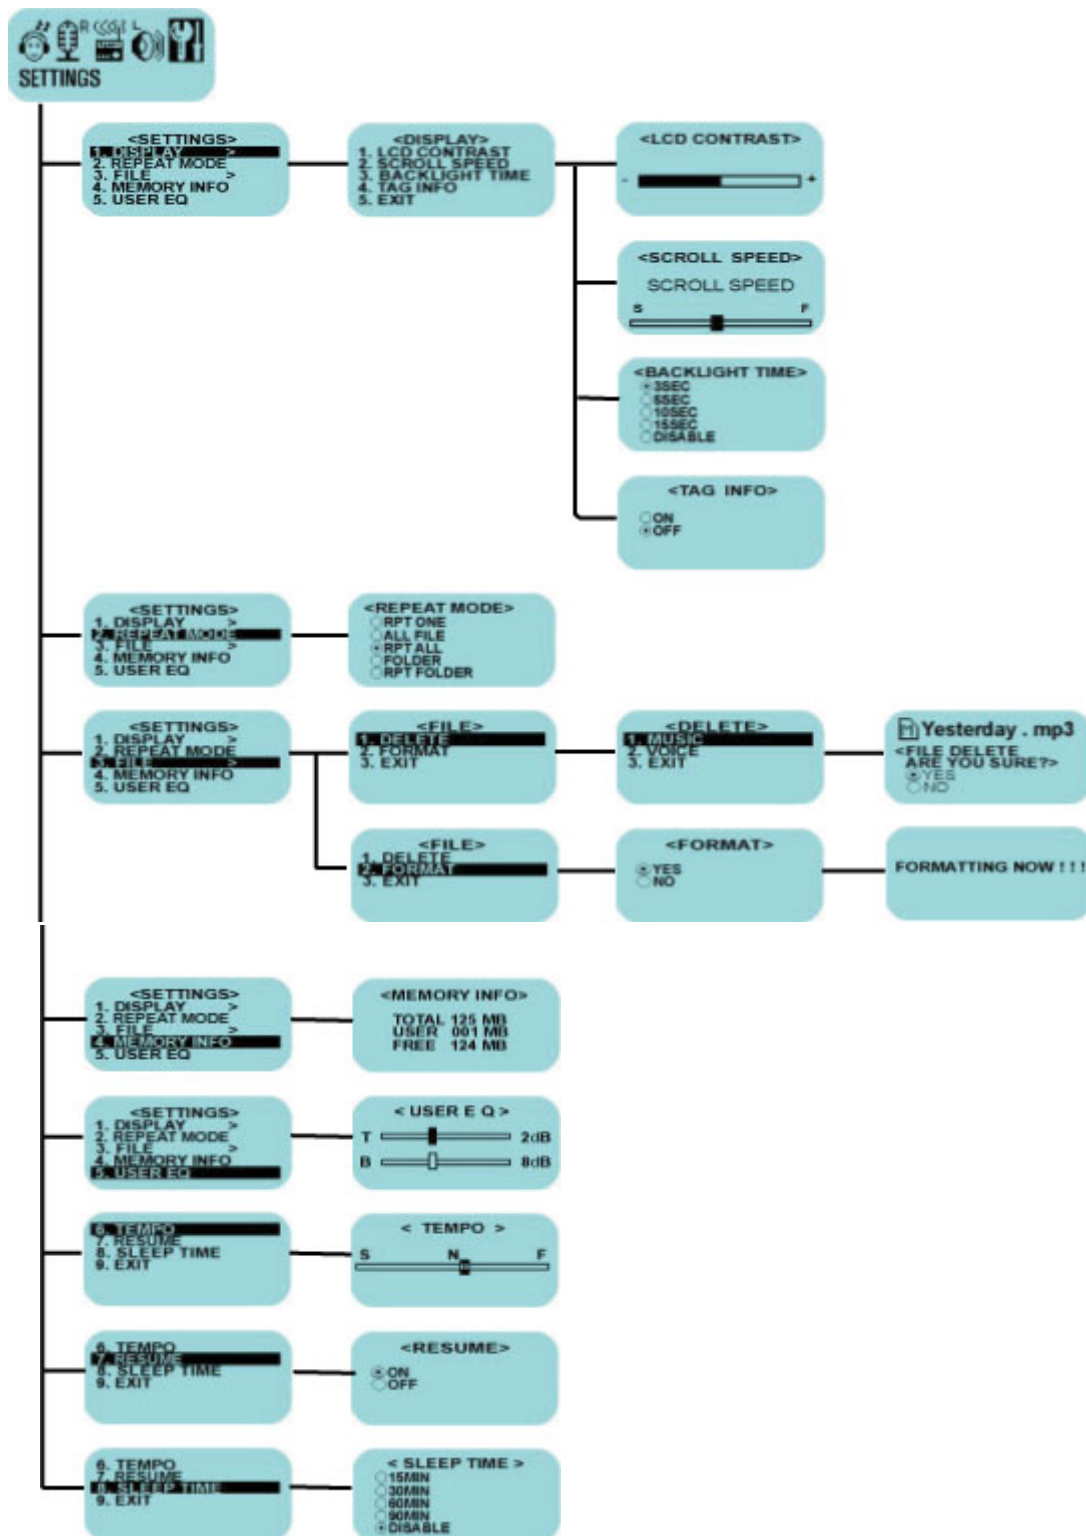 R L
SETTINGS
<SETTINGS>
1. DISPLAY >
2. REPEAT MODE
3. FILE >
4. MEMORY INFO
5. USER EQ
<DISPLAY>
1. LCD CONTRAST
2. SCROLL SPEED
3. BACKLIGHT TIME
4. TAG INFO
5. EXIT
<LCD CONTRAST>
- +
<SCROLL SPEED>
SCROLL SPEED
S F
<BACKLIGHT TIME>
3SEC
5SEC
10SEC
15SEC
DISABLE
<TAG INFO>
ON
OFF
<SETTINGS>
1. DISPLAY >
2. REPEAT MODE
3. FILE >
4. MEMORY INFO
5. USER EQ
<REPEAT MODE>
RPT ONE
ALL FILE
RPT ALL
FOLDER
RPT FOLDER
<SETTINGS>
1. DISPLAY >
2. REPEAT MODE
3. FILE >
4. MEMORY INFO
5. USER EQ
<FILE>
1. DELETE
2. FORMAT
3. EXIT
<DELETE>
1. MUSIC
2. VOICE
3. EXIT
Yesterday . mp3
<FILE DELETE
ARE YOU SURE?>
YES
NO
<FILE>
1. DELETE
2. FORMAT
3. EXIT
<FORMAT>
YES
NO
FORMATTING NOW ! ! !
<SETTINGS>
1. DISPLAY >
2. REPEAT MODE
3. FILE >
4. MEMORY INFO
5. USER EQ
<MEMORY INFO>
TOTAL 125 MB
USER 001 MB
FREE 124 MB
<SETTINGS>
1. DISPLAY >
2. REPEAT MODE
3. FILE >
4. MEMORY INFO
5. USER EQ
< USER E Q >
T 2dB
B 8dB
6. TEMPO
7. RESUME
8. SLEEP TIME
9. EXIT
< TEMPO >
S N F
6. TEMPO
7. RESUME
8. SLEEP TIME
9. EXIT
<RESUME>
ON
OFF
6. TEMPO
7. RESUME
8. SLEEP TIME
9. EXIT
< SLEEP TIME >
15MIN
30MIN
60MIN
90MIN
DISABLE